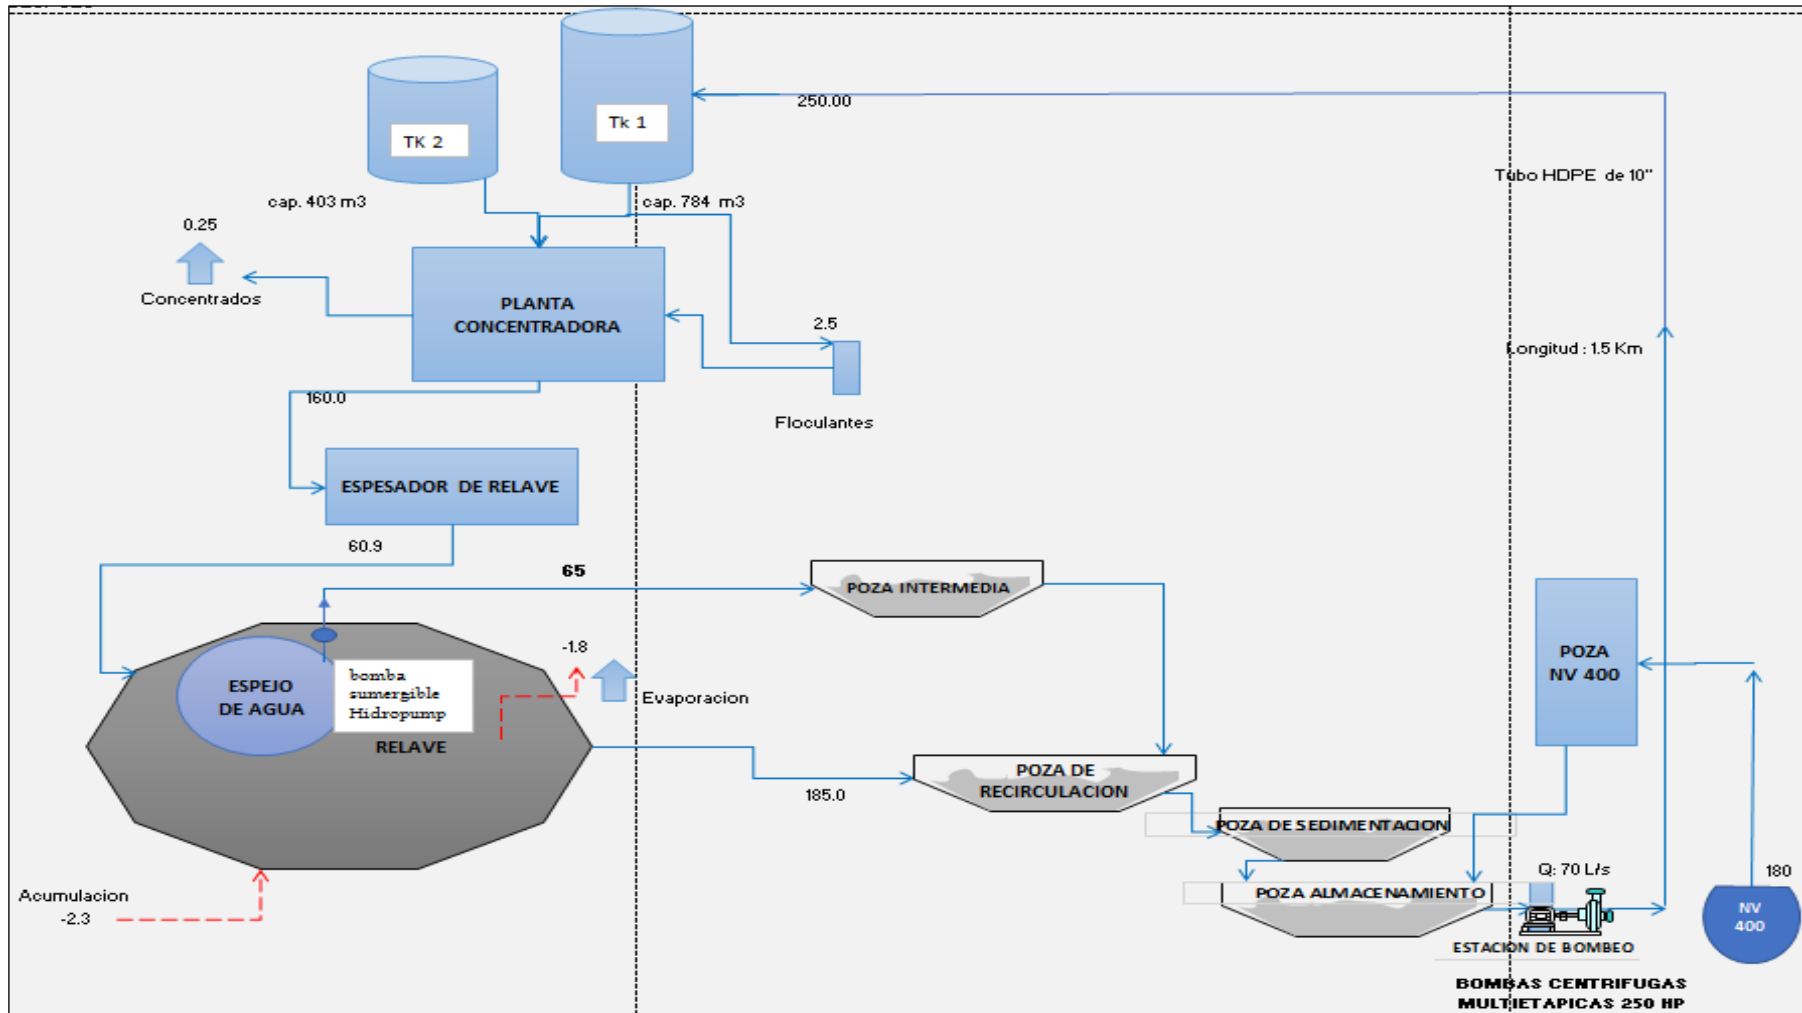 Tk 1
250.00
TK 2
Tubo HDPE de 10"
cap. 403 m3
cap. 784 m3
0.25
Concentrados
PLANTA
CONCENTRADORA
2.5
Longitud : 1.5 Km
160.0
Floculantes
ESPESADOR DE RELAVE
60.9
65
POZA INTERMEDIA
-1.8
POZA
NV 400
ESPEJO
DE AGUA
bomba
sumergible
Hidropump
Evaporacion
RELAVE
POZA DE
RECIRCULACION
185.0
POZA DE SEDIMENTACION
Q: 70 L/s
180
Acumulacion
-2.3
POZA ALMACENAMIENTO
NV
400
ESTACION DE BOMBEO
BOMBAS CENTRIFUGAS
MULTIETAPICAS 250 HP